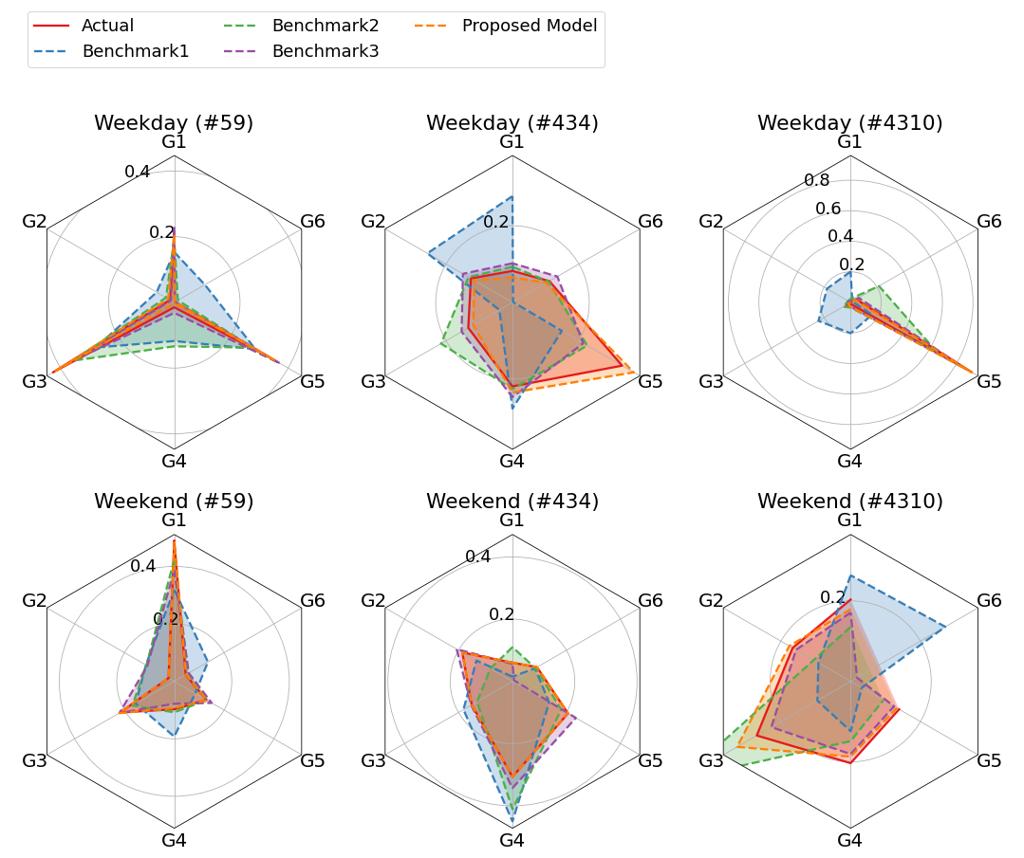 Actual
Benchmark1
Benchmark2
Benchmark3
Proposed Model
Weekday (#59)
G1
0.4
0.2
G2
G6
G3
G5
G4
Weekday (#434)
G1
0.2
G2
G6
G3
G5
G4
Weekday (#4310)
G1
0.8
0.6
0.4
0.2
G2
G6
G3
G5
G4
Weekend (#59)
G1
0.4
0.2
G2
G6
G3
G5
G4
Weekend (#434)
G1
0.4
0.2
G2
G6
G3
G5
G4
Weekend (#4310)
G1
0.2
G2
G6
G3
G5
G4